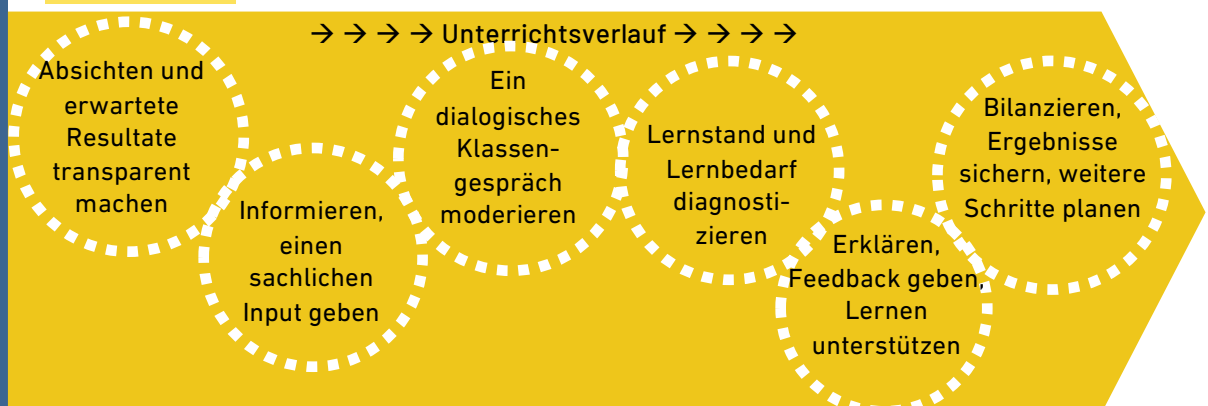 → → → → Unterrichtsverlauf → → → →
Absichten und
erwartete
Resultate
transparent
machen
Informieren,
einen
sachlichen
Input geben
Ein
dialogisches
Klassen-
gespräch
moderieren
Lernstand und
Lernbedarf
diagnosti-
zieren
Erklären,
Feedback geben,
Lernen
unterstützen
Bilanzieren,
Ergebnisse
sichern, weitere
Schritte planen